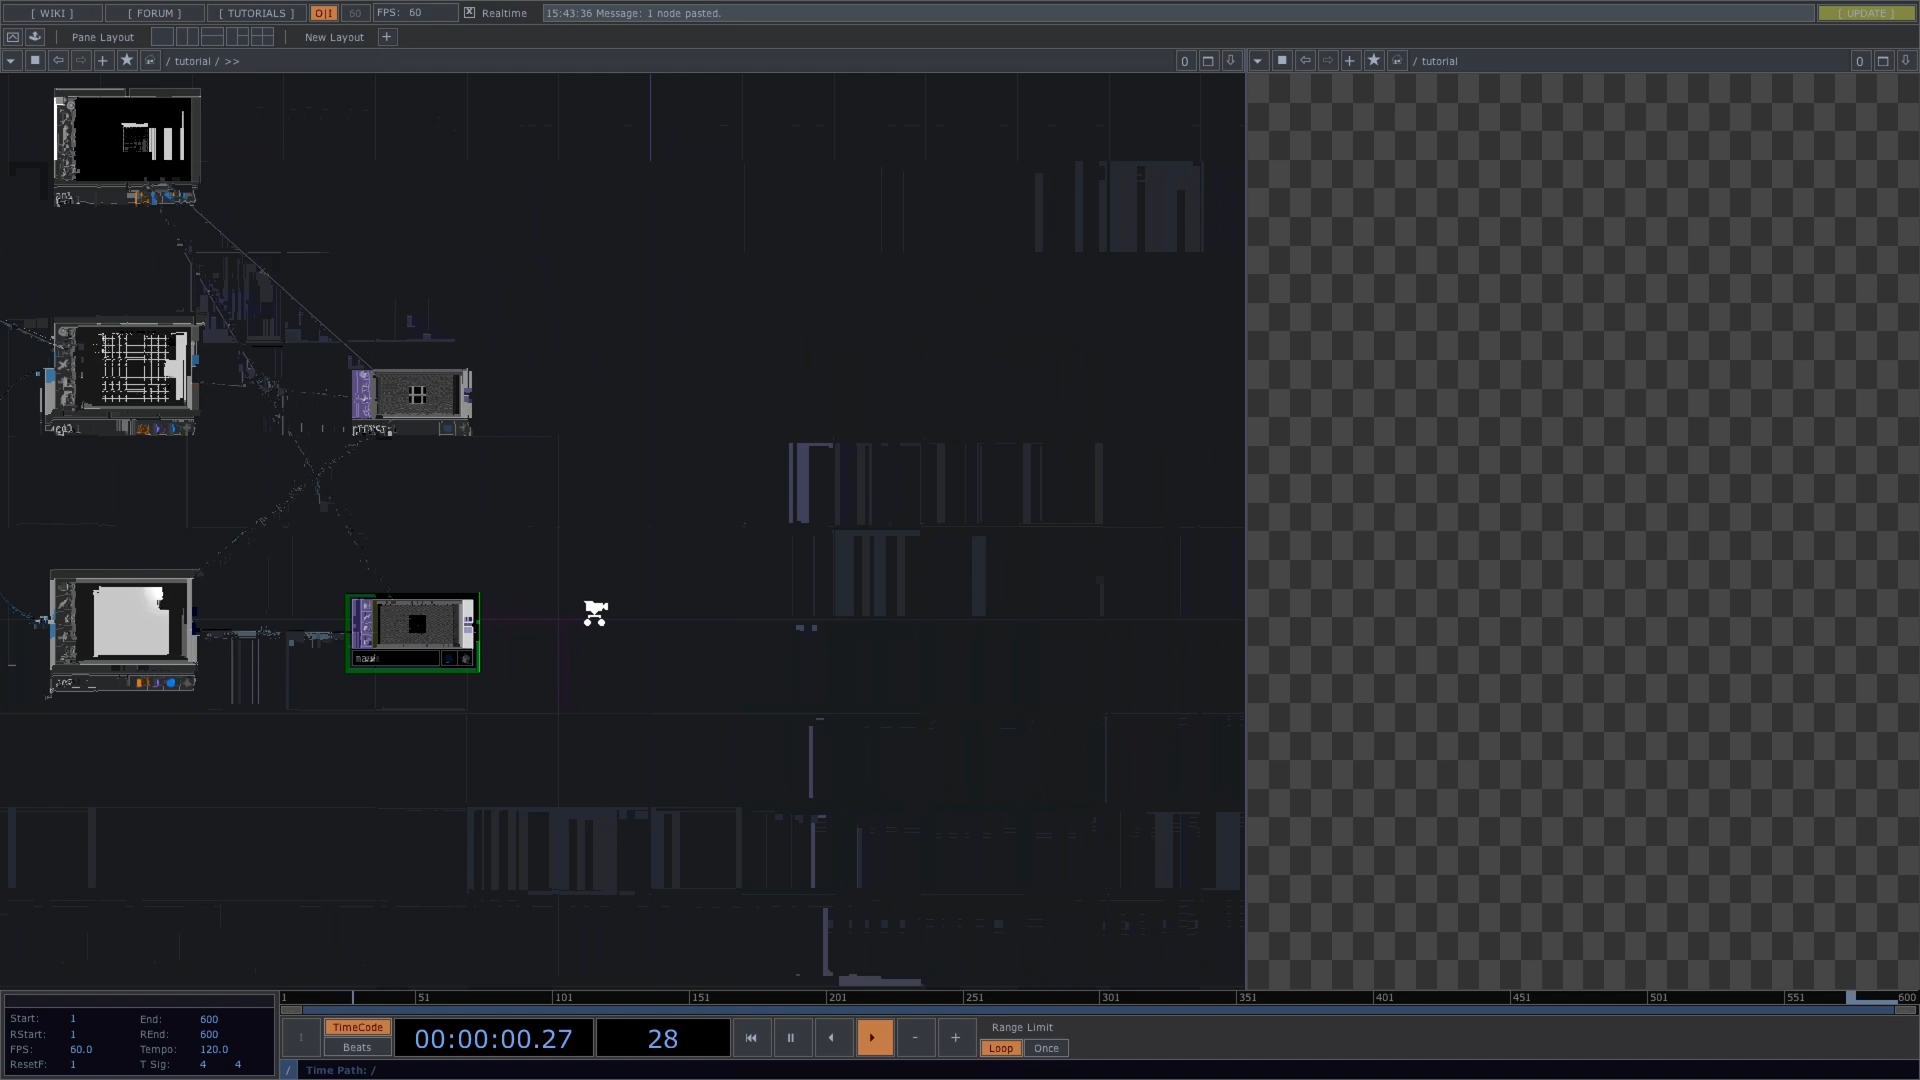 [ WIKI ] [ FORUM ] [ TUTORIALS ] O|I 60 FPS: 60 Realtime 15:43:36 Message: 1 node pasted. [ UPDATE ]
Pane Layout New Layout +
/ tutorial / >> 0 / tutorial 0
1 51 101 151 201 251 301 351 401 451 501 551 600
Start: 1 End: 600
RStart: 1 REnd: 600
FPS: 60.0 Tempo: 120.0
ResetF: 1 T Sig: 4 4
TimeCode
Beats
00:00:00.27 28 - + Range Limit
Loop Once
/ Time Path: /